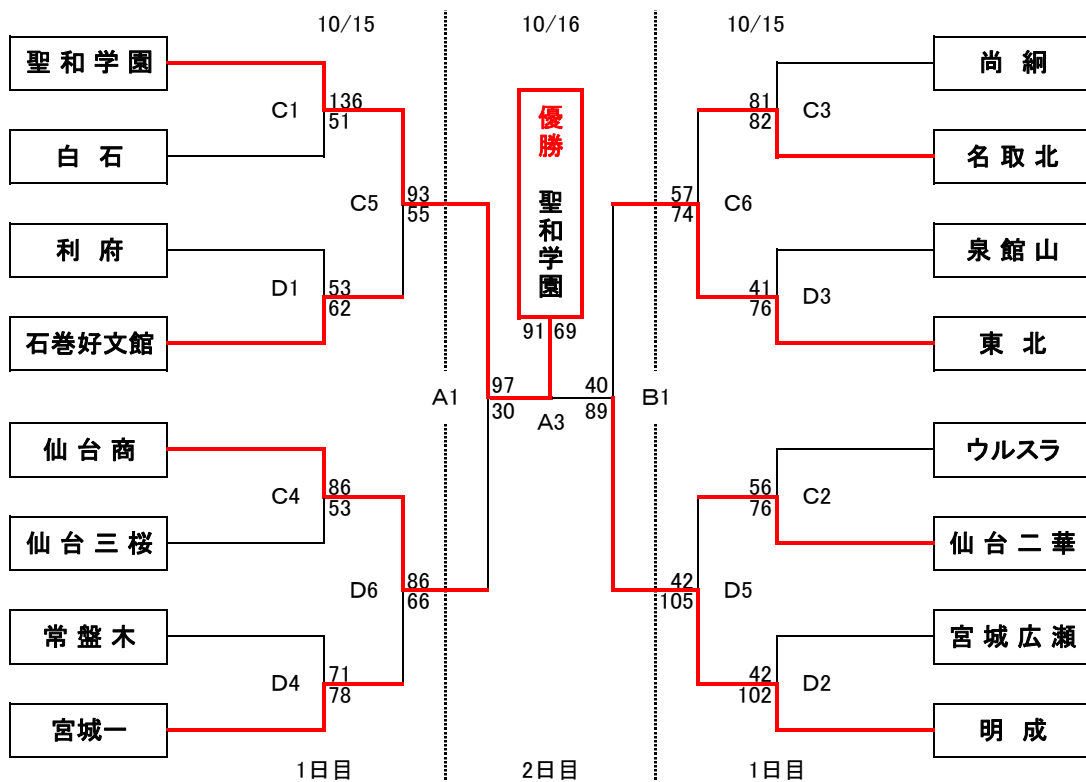 10/15
10/16
10/15
聖和学園
C1
136
51
白石
C5
93
55
利府
D1
53
62
石巻好文館
A1
97
30
仙台商
C4
86
53
仙台三桜
D6
86
66
常盤木
D4
71
78
宮城一
優勝 聖和学園
91
69
A3
尚絅
81
82
C3
名取北
57
74
C6
泉館山
41
76
D3
東北
40
89
B1
ウルスラ
56
76
C2
仙台二華
42
105
D5
宮城広瀬
42
102
D2
明成
1日目
2日目
1日目